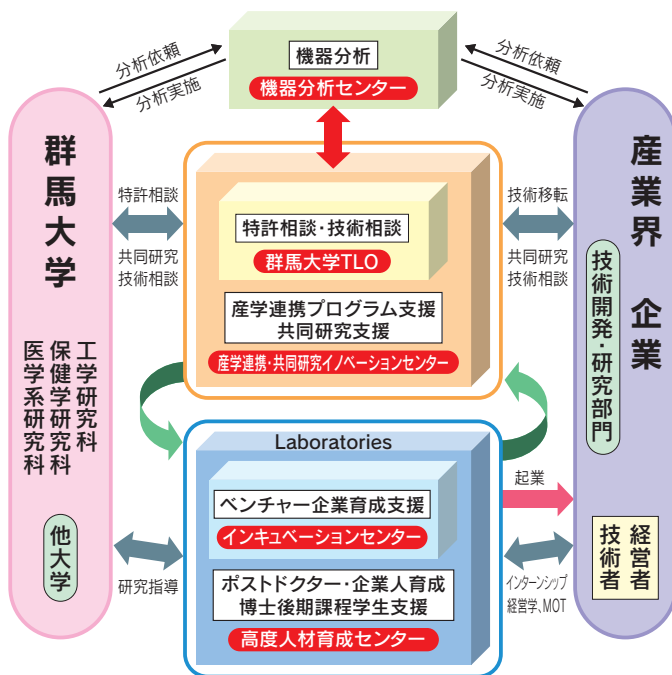 機器分析
機器分析センター
分析依頼
分析実施
分析依頼
分析実施
群馬大学
工学研究科
保健学研究科
医学系研究科
他大学
特許相談
共同研究
技術相談
特許相談・技術相談
群馬大学TLO
産学連携プログラム支援
共同研究支援
産学連携・共同研究イノベーションセンター
技術移転
共同研究
技術相談
産業界 企業
技術開発・研究部門
経営者
技術者
Laboratories
ベンチャー企業育成支援
インキュベーションセンター
ポストドクター・企業人育成
博士後期課程学生支援
高度人材育成センター
研究指導
起業
インターンシップ
経営学、MOT